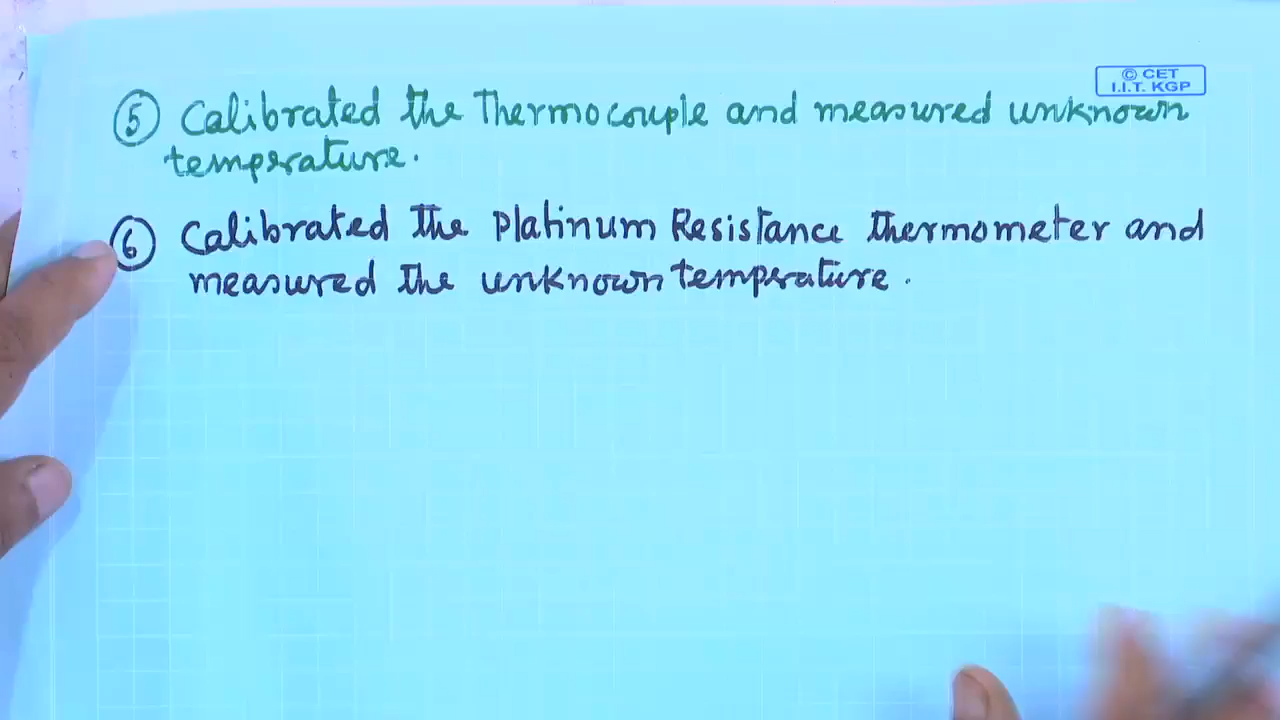 © CET
I.I.T. KGP
5 Calibrated the Thermocouple and measured unknown
temperature.
6 Calibrated the Platinum Resistance thermometer and
measured the unknown temperature.